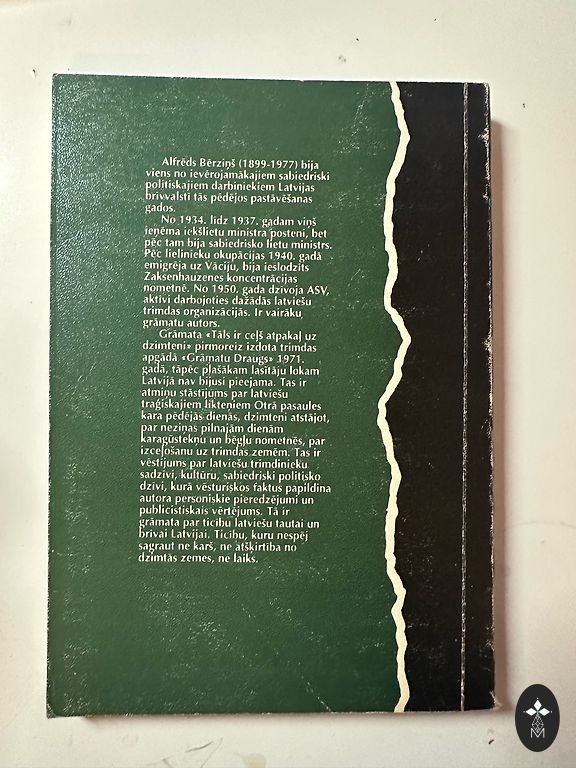 Alfrēds Bērziņš (1899-1977) bija
viens no ievērojamākajiem sabiedriski
politiskajiem darbiniekiem Latvijas
brīvvalstī tās pēdējos pastāvēšanas
gados.
No 1934. līdz 1937. gadam viņš
ieņēma iekšlietu ministra posteni, bet
pēc tam bija sabiedrisko lietu ministrs.
Pēc lielinieku okupācijas 1940. gadā
emigrēja uz Vāciju, bija ieslodzīts
Zaksenhauzenes koncentrācijas
nometnē. No 1950. gada dzīvoja ASV,
aktīvi darbojoties dažādās latviešu
trimdas organizācijās. Ir vairāku
grāmatu autors.
Grāmata «Tāls ir ceļš atpakaļ uz
dzimteni» pirmoreiz izdota trimdas
apgādā «Grāmatu Draugs» 1971.
gadā, tāpēc plašākam lasītāju lokam
Latvijā nav bijusi pieejama. Tas ir
atmiņu stāstījums par latviešu
traģiskajiem likteņiem Otrā pasaules
kara pēdējās dienās, dzimteni atstājot,
par neziņas pilnajām dienām
karagūstekņu un bēgļu nometnēs, par
izceļošanu uz trimdas zemēm. Tas ir
vēstījums par latviešu trimdinieku
sadzīvi, kultūru, sabiedriski politisko
dzīvi, kurā vēsturiskos faktus papildina
autora personiskie pieredzējumi un
publicistiskais vērtējums. Tā ir
grāmata par ticību latviešu tautai un
brīvai Latvijai. Ticību, kuru nespēj
sagraut ne karš, ne atšķirtība no
dzimtās zemes, ne laiks.
M